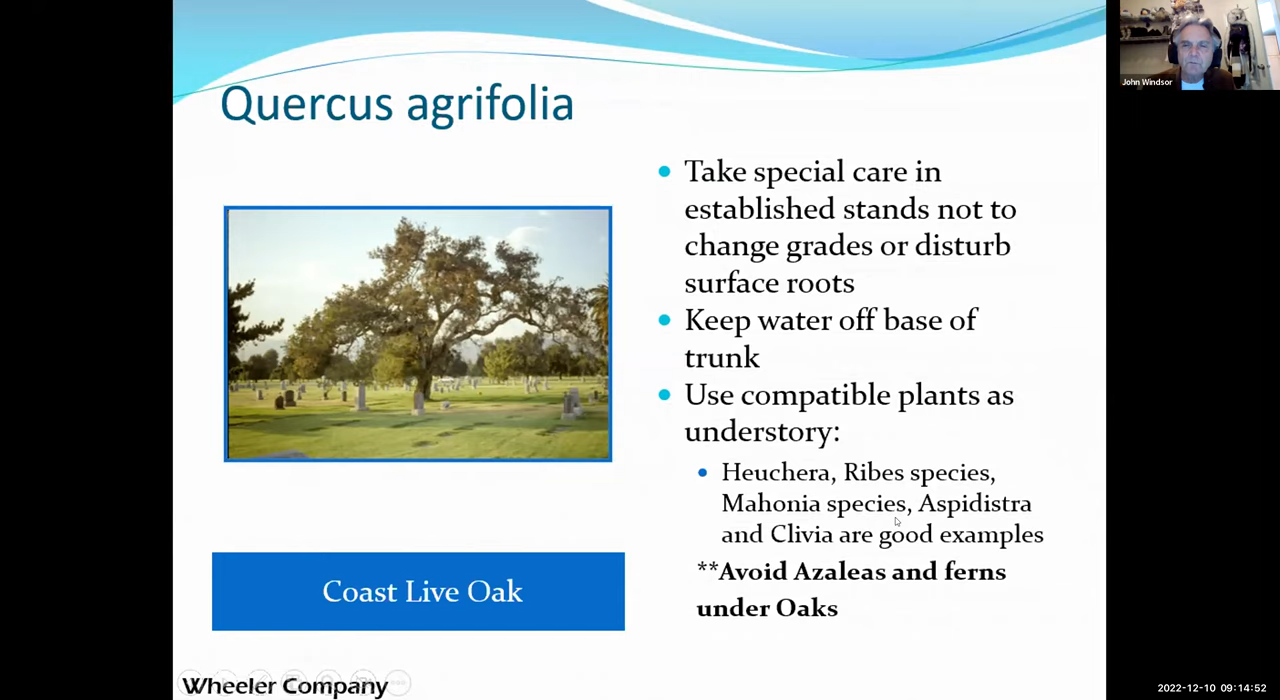 Quercus agrifolia
Take special care in
established stands not to
change grades or disturb
surface roots
Keep water off base of
trunk
Use compatible plants as
understory:
Heuchera, Ribes species,
Mahonia species, Aspidistra
and Clivia are good examples
**Avoid Azaleas and ferns
under Oaks
Coast Live Oak
Wheeler Company
John Windsor
2022-12-10 09:14:52